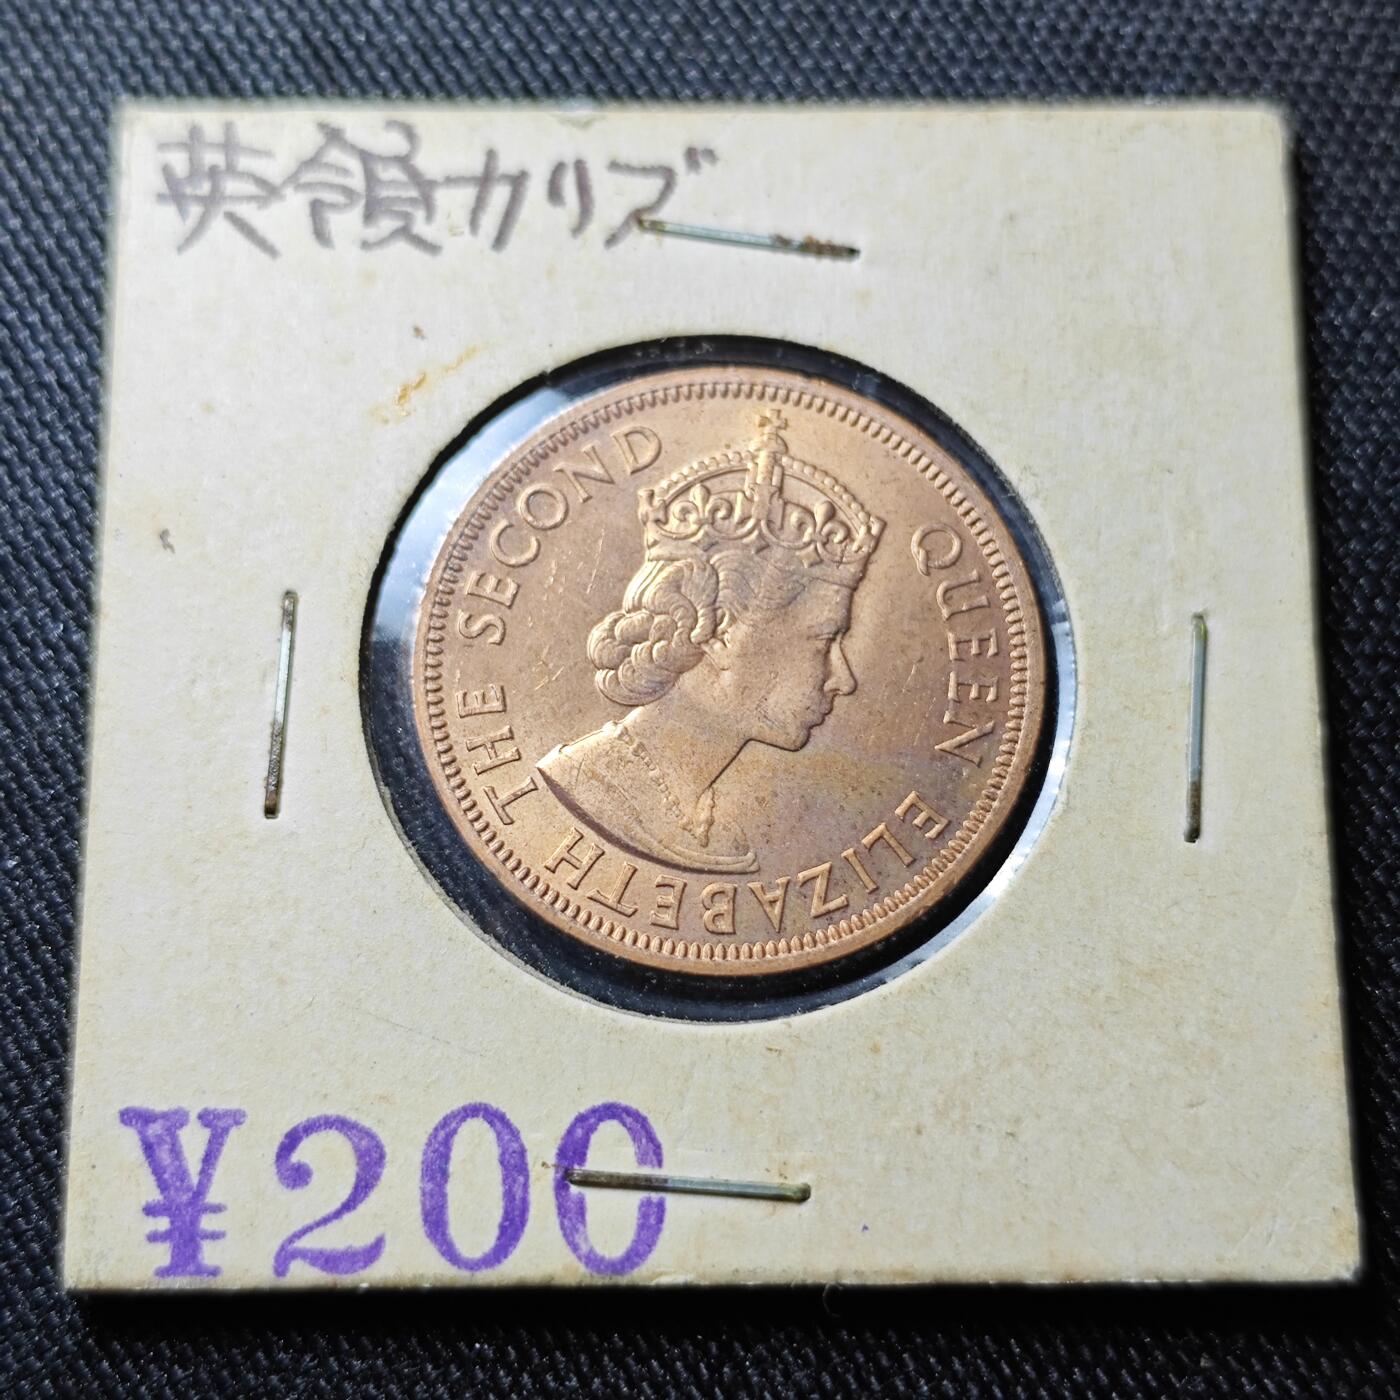 英領カリブ
QUEEN ELIZABETH THE SECOND
¥200